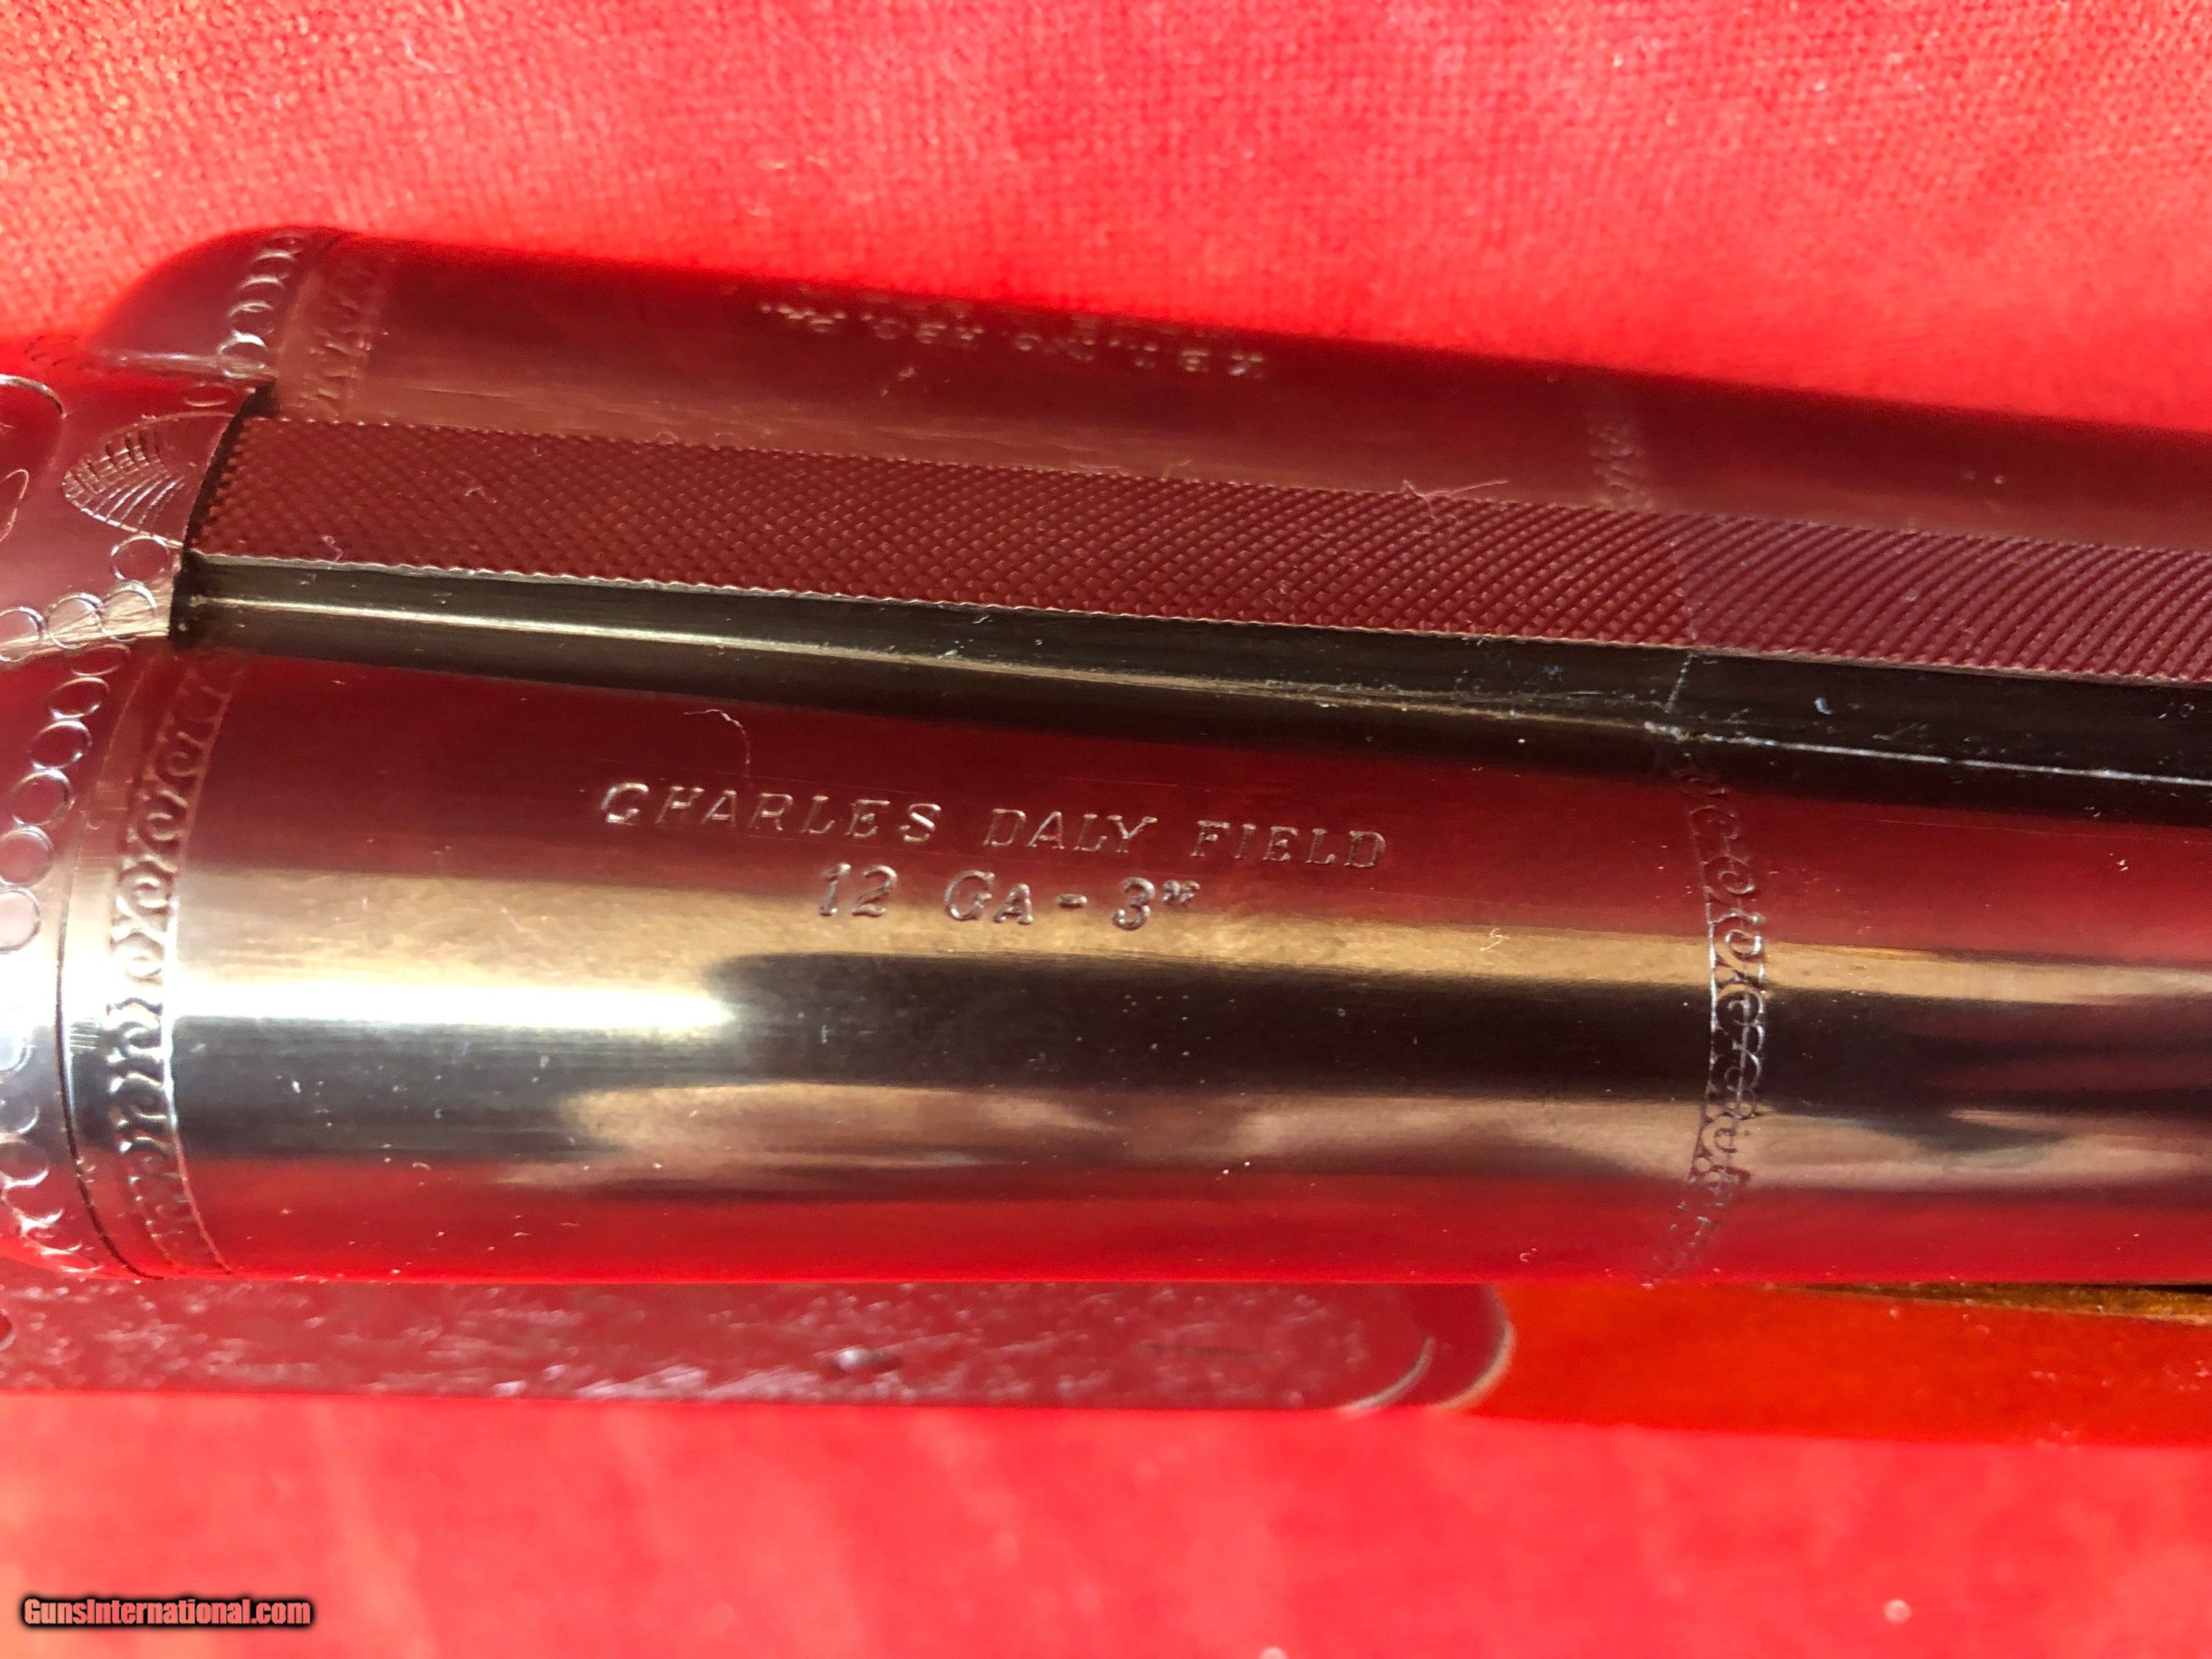 CHARLES DALY FIELD
12 GA - 3"
GunsInternational.com